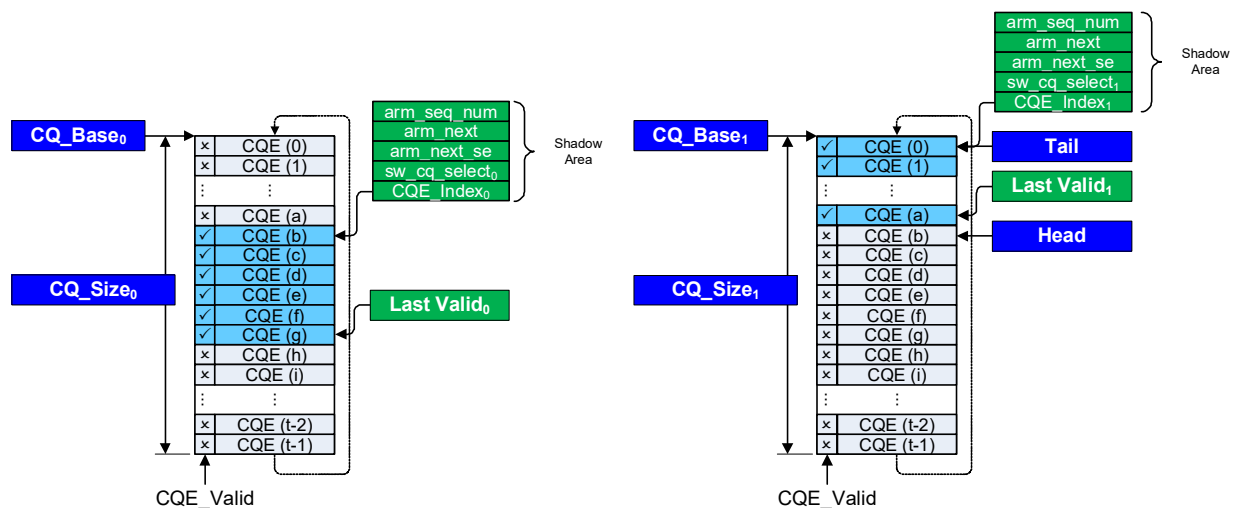 arm_seq_num
arm_next
arm_next_se
sw_cq_select0
CQE_Index0
Shadow
Area
CQ_Base0
CQE (0)
CQE (1)
⋮ ⋮
CQE (a)
CQE (b)
CQE (c)
CQE (d)
CQE (e)
CQE (f)
CQE (g)
CQE (h)
CQE (i)
⋮ ⋮
CQE (t-2)
CQE (t-1)
CQ_Size0
Last Valid0
CQE_Valid
arm_seq_num
arm_next
arm_next_se
sw_cq_select1
CQE_Index1
Shadow
Area
CQ_Base1
CQE (0)
CQE (1)
⋮ ⋮
CQE (a)
CQE (b)
CQE (c)
CQE (d)
CQE (e)
CQE (f)
CQE (g)
CQE (h)
CQE (i)
⋮ ⋮
CQE (t-2)
CQE (t-1)
Tail
Last Valid1
Head
CQ_Size1
CQE_Valid